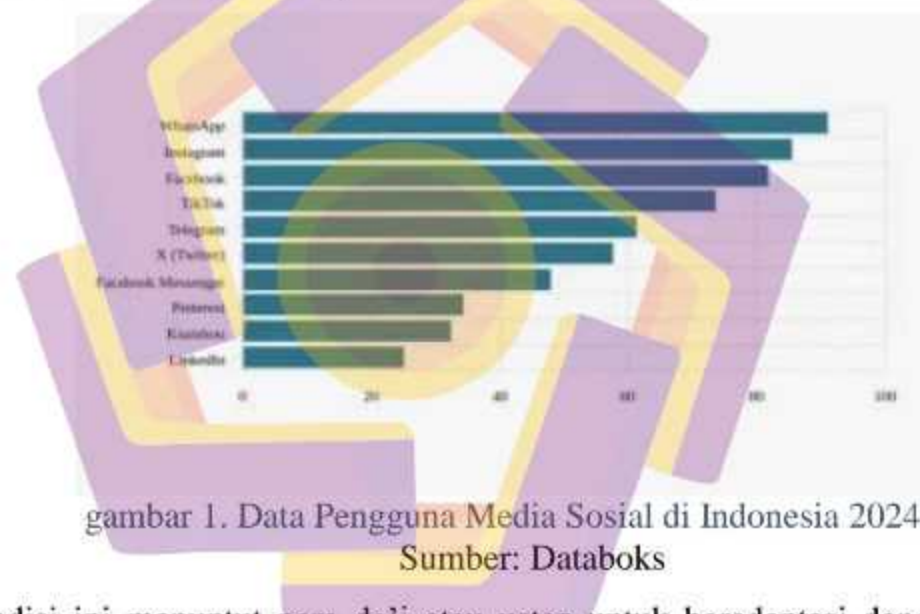 WhatsApp
Instagram
Facebook
TikTok
Telegram
X (Twitter)
Facebook Messenger
Pinterest
Kuaishou
LinkedIn
0 20 40 60 80 100
gambar 1. Data Pengguna Media Sosial di Indonesia 2024
Sumber: Databoks